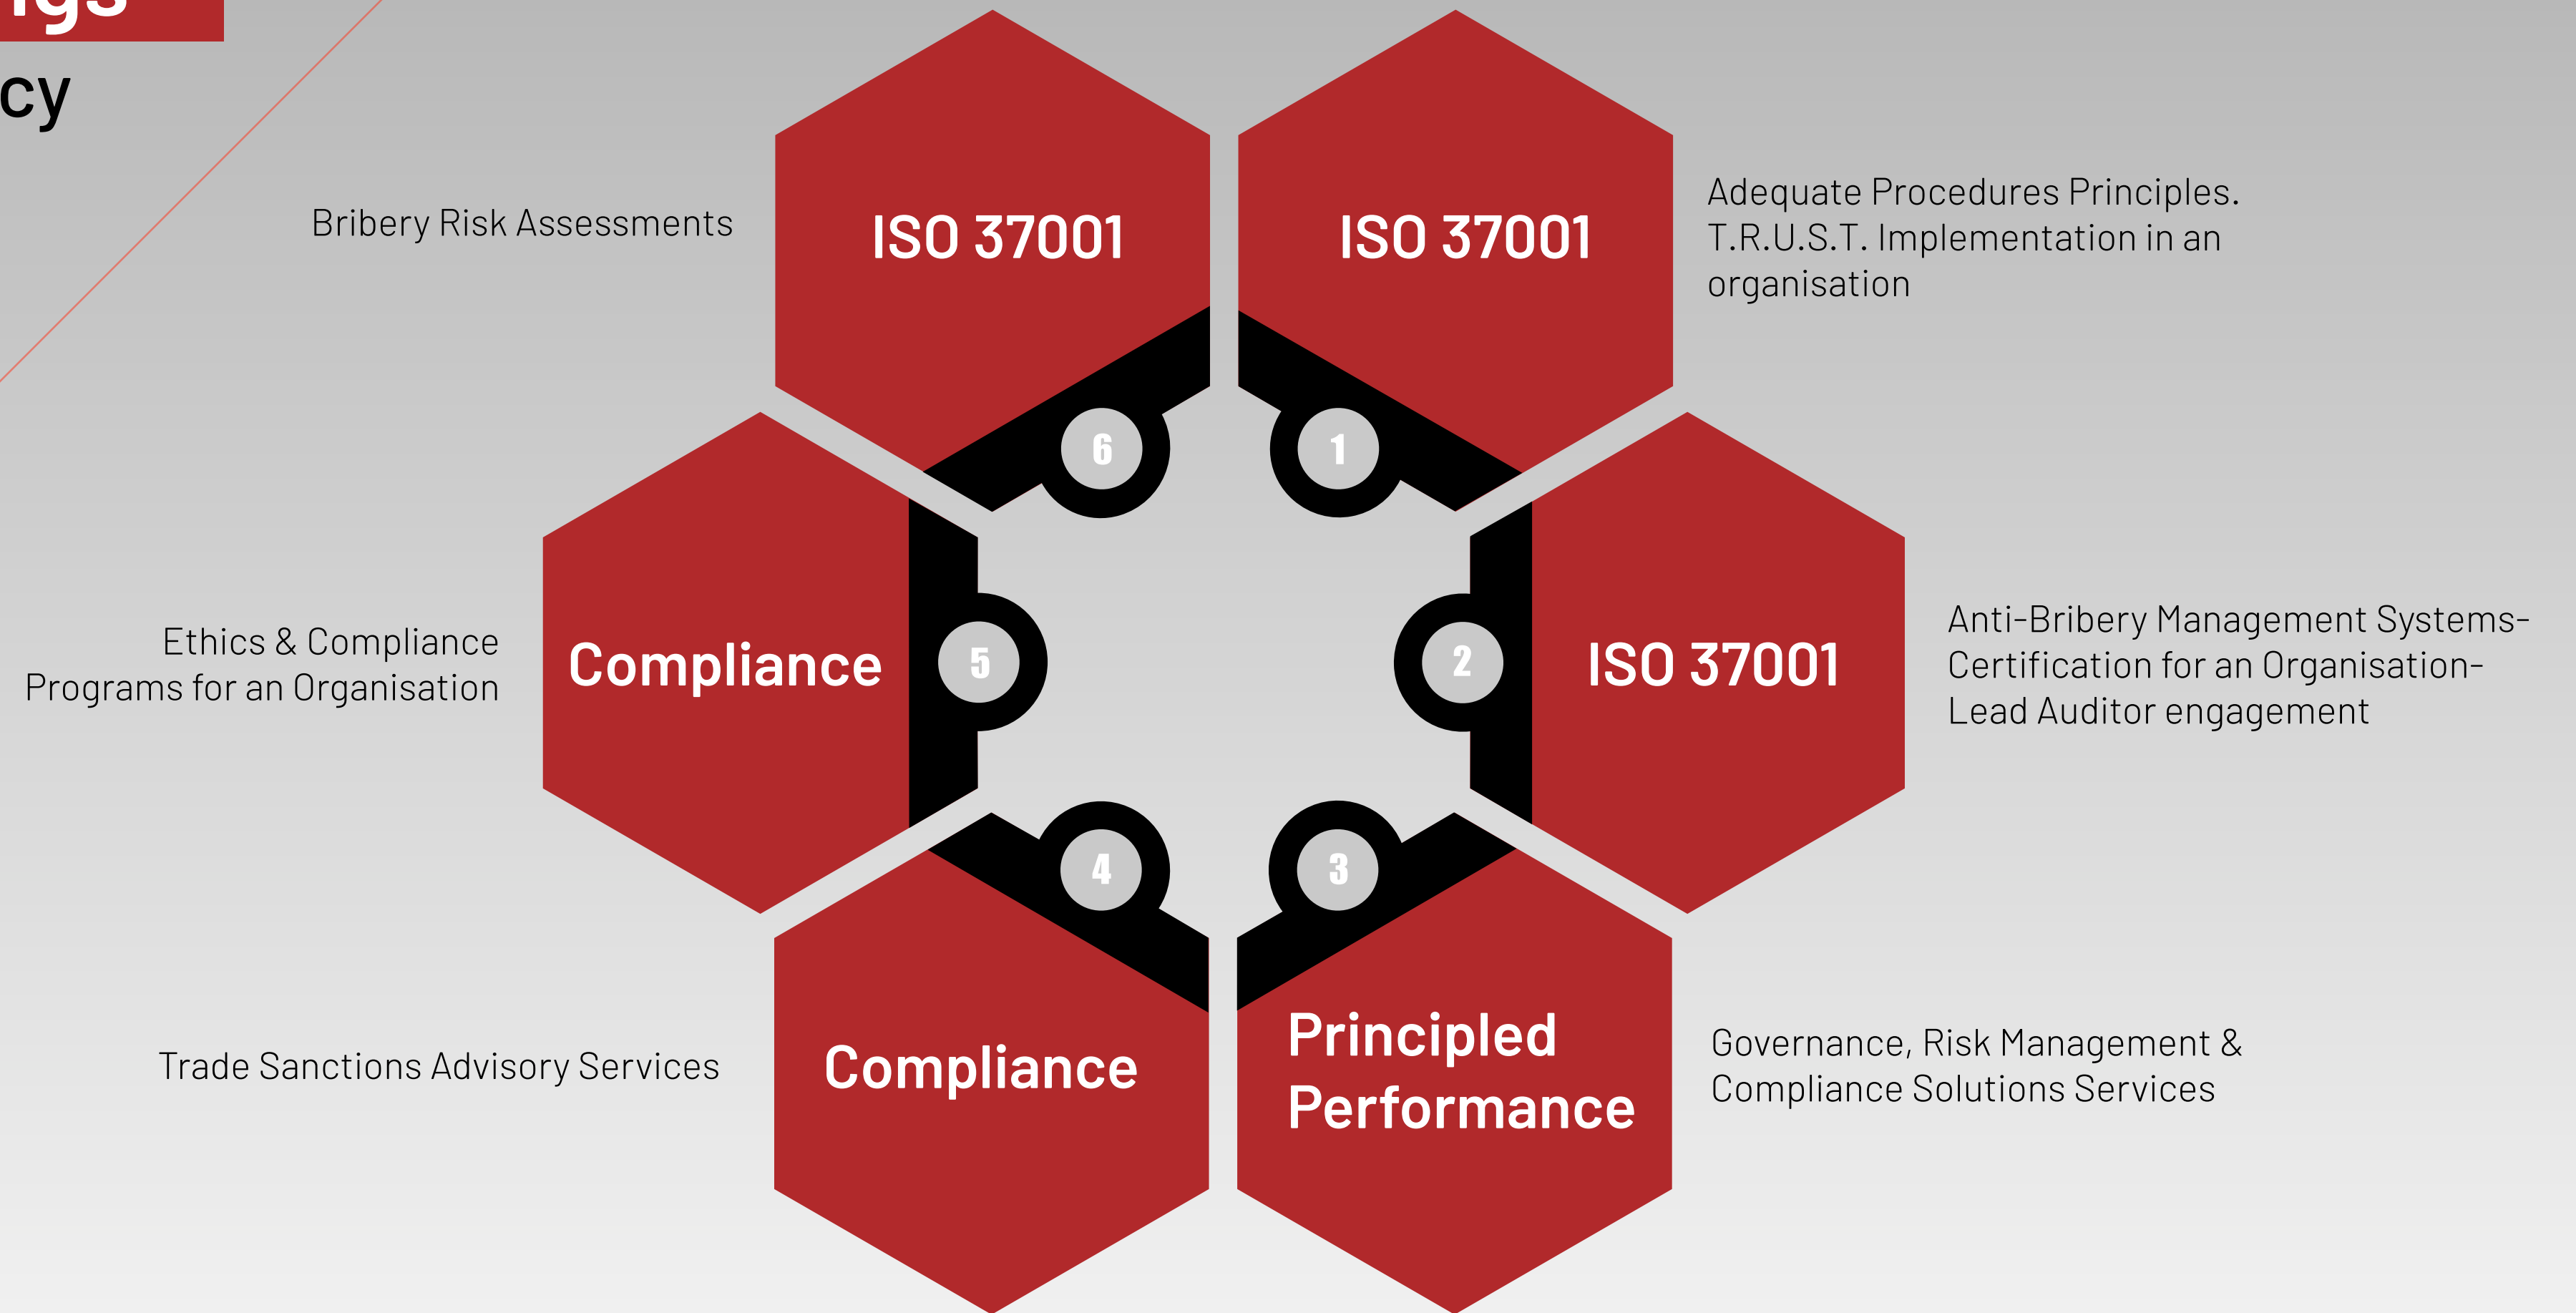 ngs
cy
ISO 37001
Adequate Procedures Principles.
T.R.U.S.T. Implementation in an
organisation
1
ISO 37001
Anti-Bribery Management Systems-
Certification for an Organisation-
Lead Auditor engagement
2
Principled
Performance
Governance, Risk Management &
Compliance Solutions Services
3
Compliance
Trade Sanctions Advisory Services
4
Compliance
Ethics & Compliance
Programs for an Organisation
5
ISO 37001
Bribery Risk Assessments
6